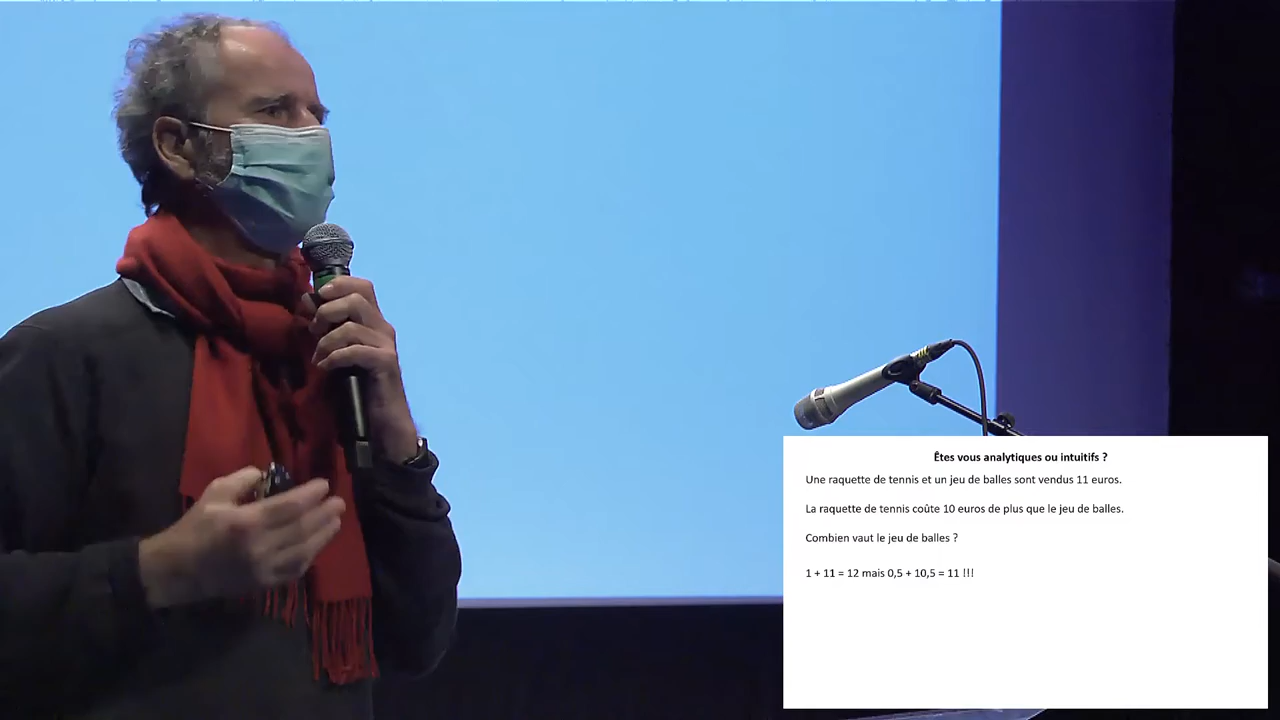 Êtes vous analytiques ou intuitifs ?
Une raquette de tennis et un jeu de balles sont vendus 11 euros.
La raquette de tennis coûte 10 euros de plus que le jeu de balles.
Combien vaut le jeu de balles ?
1 + 11 = 12 mais 0,5 + 10,5 = 11 !!!